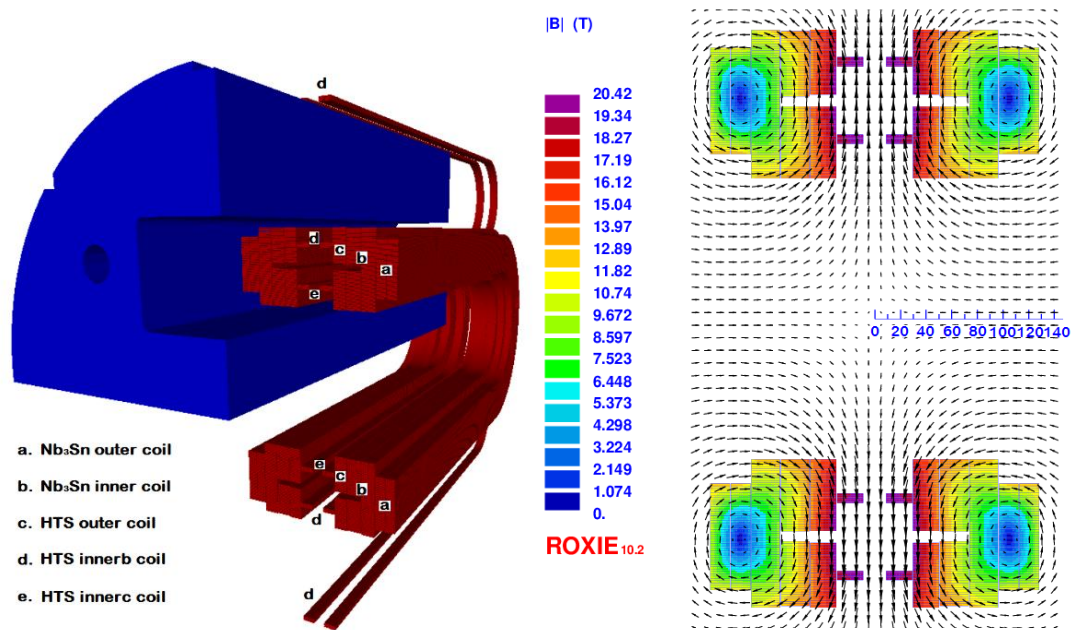 d
d
c
b
a
e
e
c
b
a
d
d
a. Nb₃Sn outer coil
b. Nb₃Sn inner coil
c. HTS outer coil
d. HTS innerb coil
e. HTS innerc coil
|B| (T)
20.42
19.34
18.27
17.19
16.12
15.04
13.97
12.89
11.82
10.74
9.672
8.597
7.523
6.448
5.373
4.298
3.224
2.149
1.074
0.
ROXIE 10.2
0 20 40 60 80 100 120 140